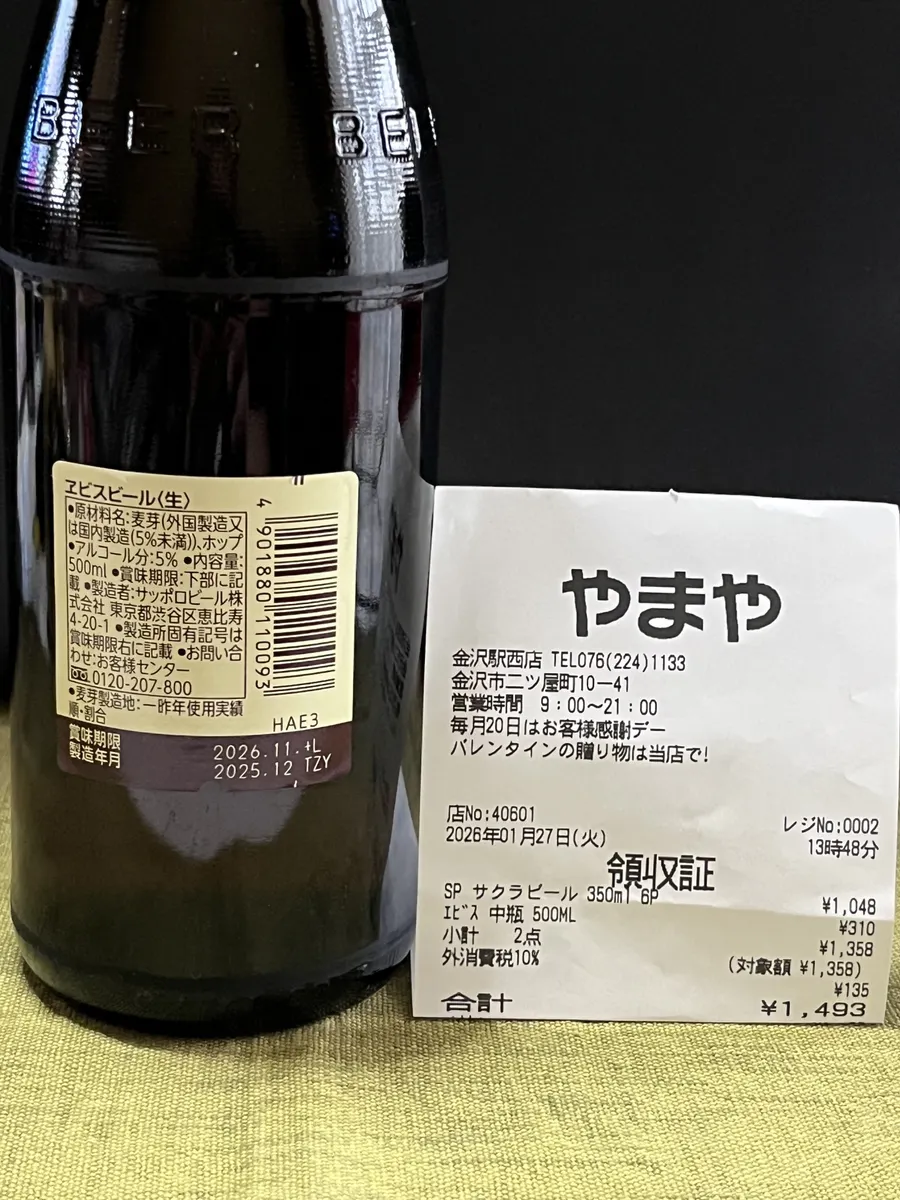 BEER BEE
ヱビスビール〈生〉
●原材料名:麦芽(外国製造又
は国内製造(5%未満))、ホップ
●アルコール分:5% ●内容量:
500ml ●賞味期限:下部に記
載 ●製造者:サッポロビール株
式会社 東京都渋谷区恵比寿
4-20-1 ●製造所固有記号は
賞味期限右に記載 ●お問い合
わせ:お客様センター
0120-207-800
●麦芽製造地:一昨年使用実績
順・割合
4 901880 110093
HAE3
賞味期限
製造年月
2026.11.+L
2025.12 TZY
やまや
金沢駅西店 TEL076(224)1133
金沢市二ツ屋町10ー41
営業時間 9:00～21:00
毎月20日はお客様感謝デー
バレンタインの贈り物は当店で!
店No:40601 レジNo:0002
2026年01月27日(火) 13時48分
領収証
SP サクラビール 350ml 6P ¥1,048
ｴﾋﾞｽ 中瓶 500ML ¥310
小計 2点 ¥1,358
外消費税10% (対象額 ¥1,358)
¥135
合計 ¥1,493